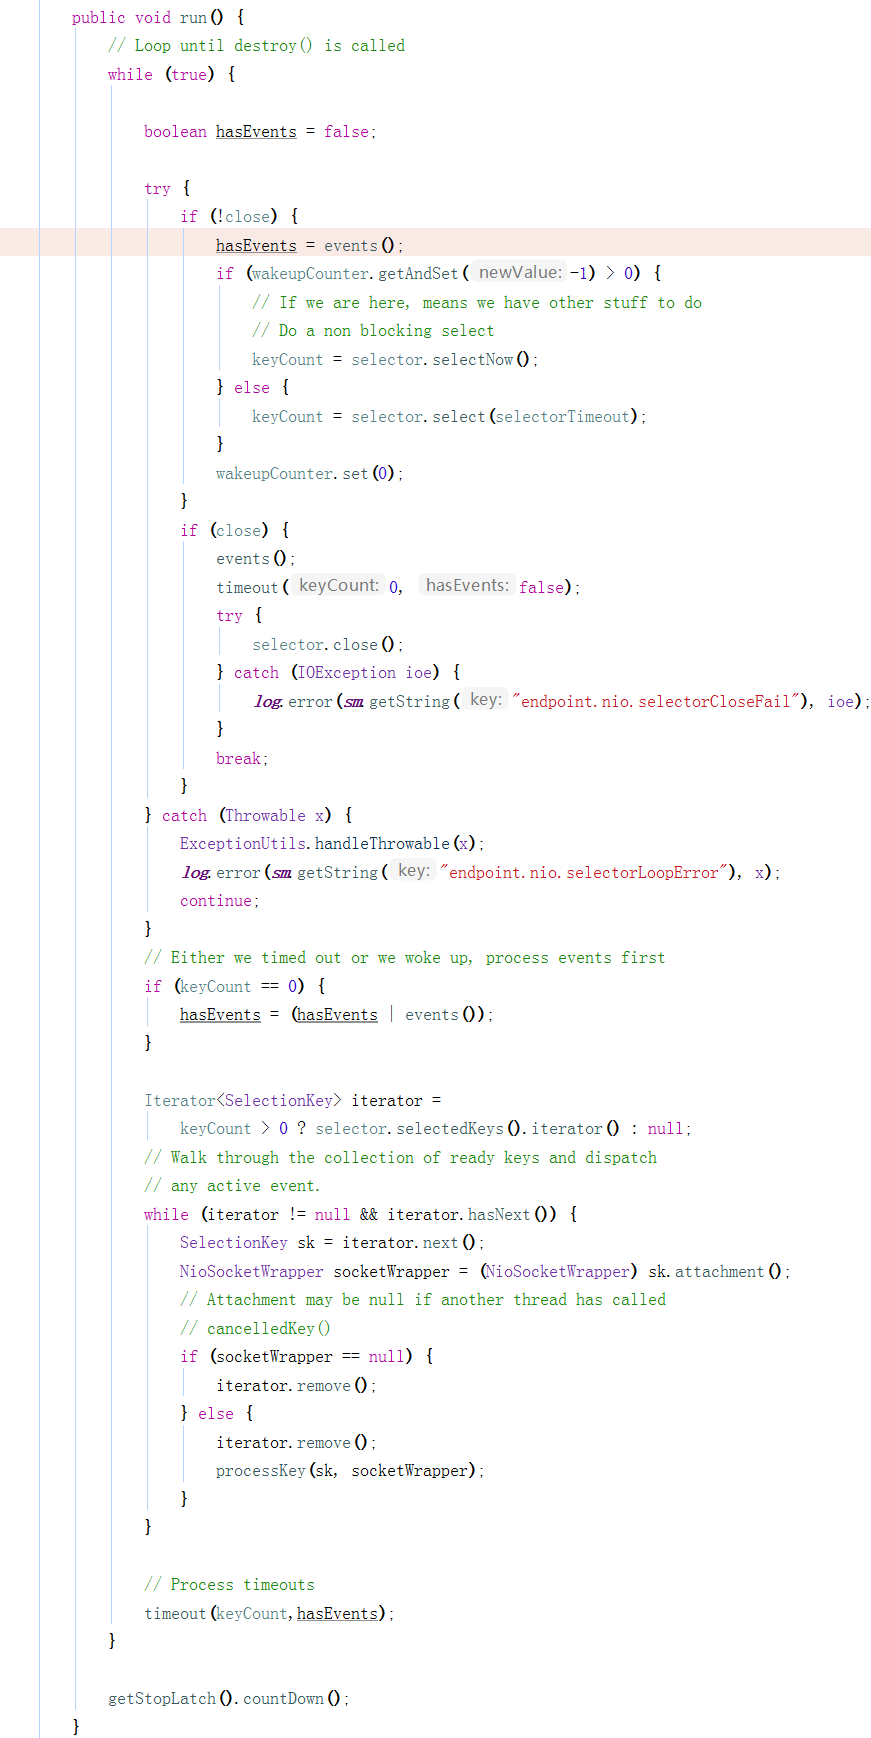 public void run() {
// Loop until destroy() is called
while (true) {
boolean hasEvents = false;
try {
if (!close) {
hasEvents = events();
if (wakeupCounter.getAndSet( newValue: -1) > 0) {
// If we are here, means we have other stuff to do
// Do a non blocking select
keyCount = selector.selectNow();
} else {
keyCount = selector.select(selectorTimeout);
}
wakeupCounter.set(0);
}
if (close) {
events();
timeout( keyCount: 0, hasEvents: false);
try {
selector.close();
} catch (IOException ioe) {
log.error(sm.getString( key: "endpoint.nio.selectorCloseFail"), ioe);
}
break;
}
} catch (Throwable x) {
ExceptionUtils.handleThrowable(x);
log.error(sm.getString( key: "endpoint.nio.selectorLoopError"), x);
continue;
}
// Either we timed out or we woke up, process events first
if (keyCount == 0) {
hasEvents = (hasEvents | events());
}
Iterator<SelectionKey> iterator =
keyCount > 0 ? selector.selectedKeys().iterator() : null;
// Walk through the collection of ready keys and dispatch
// any active event.
while (iterator != null && iterator.hasNext()) {
SelectionKey sk = iterator.next();
NioSocketWrapper socketWrapper = (NioSocketWrapper) sk.attachment();
// Attachment may be null if another thread has called
// cancelledKey()
if (socketWrapper == null) {
iterator.remove();
} else {
iterator.remove();
processKey(sk, socketWrapper);
}
}
// Process timeouts
timeout(keyCount,hasEvents);
}
getStopLatch().countDown();
}